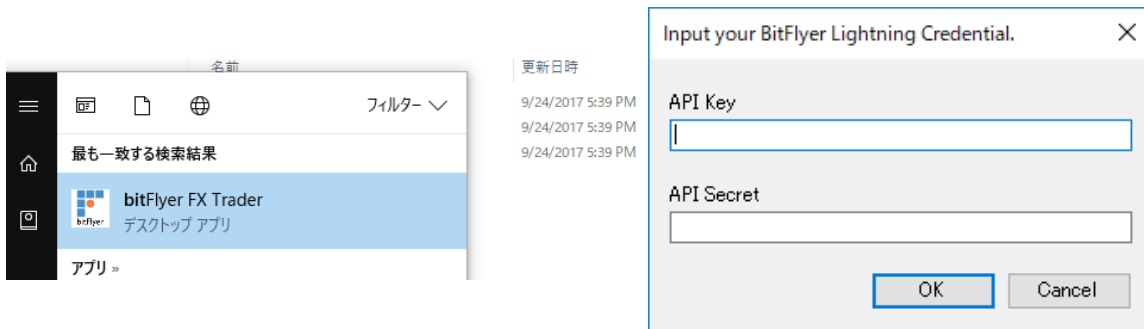 名前
更新日時
フィルター
9/24/2017 5:39 PM
9/24/2017 5:39 PM
9/24/2017 5:39 PM
最も一致する検索結果
bitFlyer
bitFlyer FX Trader
デスクトップ アプリ
アプリ »
Input your BitFlyer Lightning Credential.
API Key
API Secret
OK
Cancel